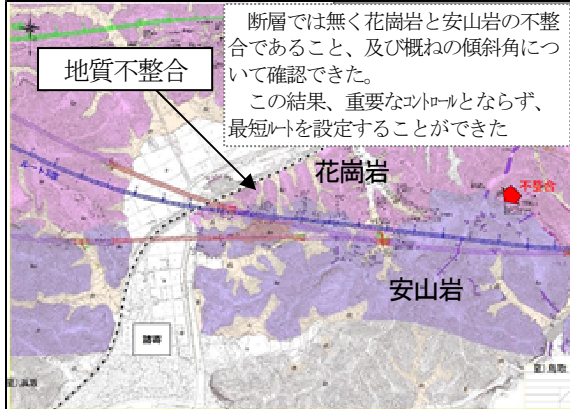 断層では無く花崗岩と安山岩の不整
合であること、及び概ねの傾斜角につ
いて確認できた。
この結果、重要なｺﾝﾄﾛｰﾙとならず、
最短ﾙｰﾄを設定することができた
地質不整合
花崗岩
不整合
安山岩